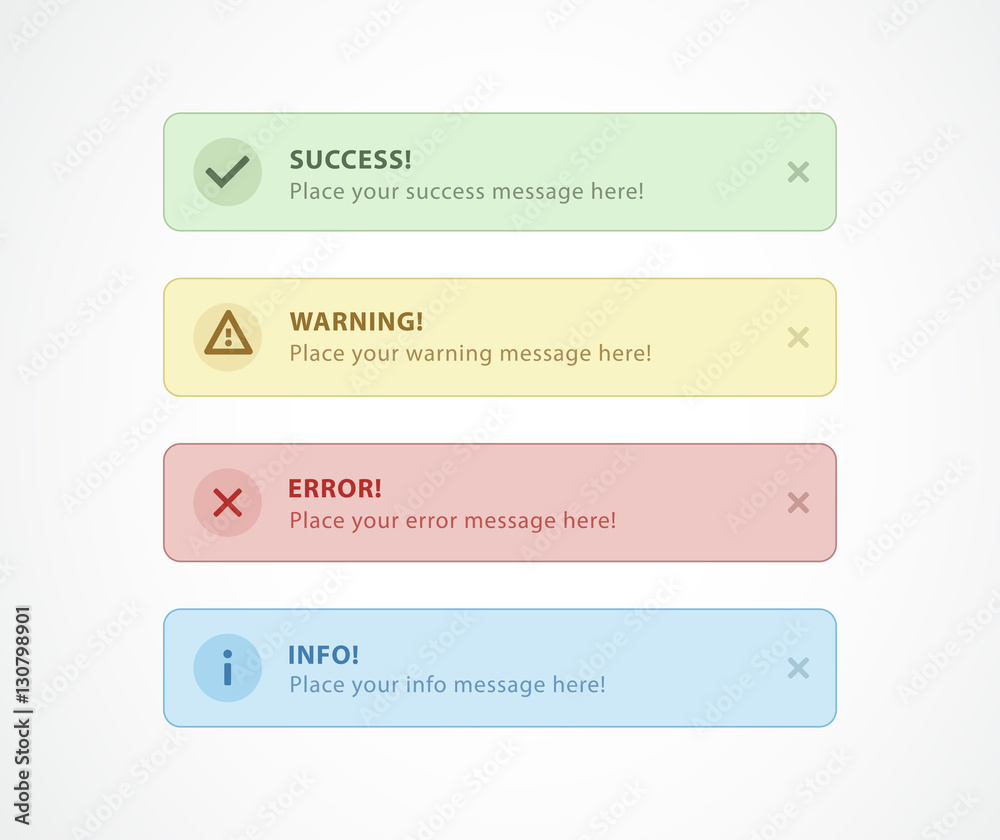 SUCCESS!
Place your success message here!
WARNING!
Place your warning message here!
ERROR!
Place your error message here!
INFO!
Place your info message here!
Adobe Stock | #130798901